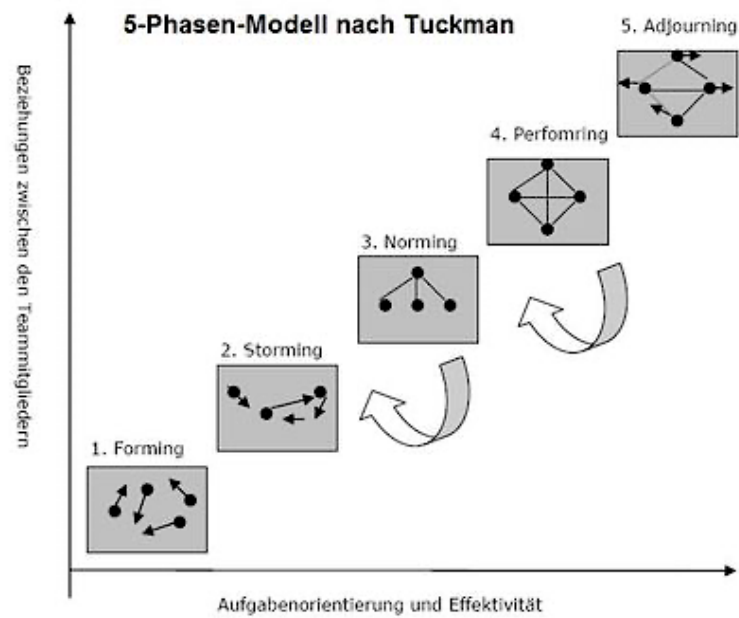 5-Phasen-Modell nach Tuckman
5. Adjourning
4. Perfomring
3. Norming
2. Storming
1. Forming
Beziehungen zwischen den Teammitgliedern
Aufgabenorientierung und Effektivität